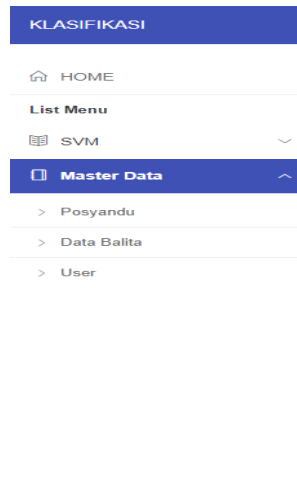 KLASIFIKASI
HOME
List Menu
SVM
Master Data
> Posyandu
> Data Balita
> User